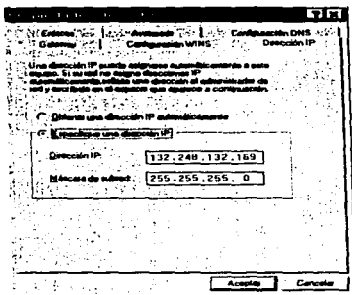 Enlaces Avanzado Configuración DNS
Gateway Configuración WINS Dirección IP
Una dirección IP puede asignarse automáticamente a este
equipo. Si su red no asigna direcciones IP
automáticamente, solicite una dirección al administrador de
red y escríbala en el espacio que aparece a continuación.
Obtener una dirección IP automáticamente
Especifique una dirección IP:
Dirección IP: 132.248.132.169
Máscara de subred: 255.255.255. 0
Aceptar Cancelar